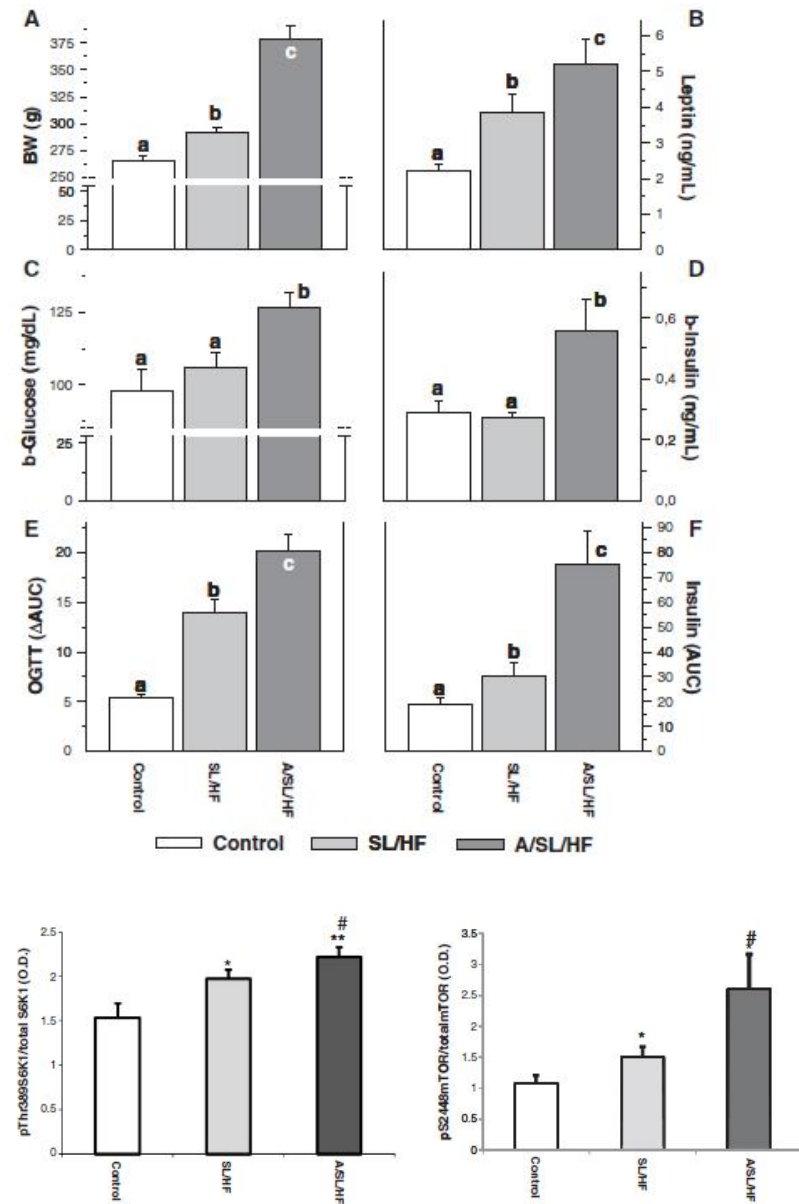 A
BW (g)
375
350
325
300
275
250
50
25
0
a
b
c
B
Leptin (ng/mL)
6
5
4
3
2
1
0
a
b
c
C
b-Glucose (mg/dL)
125
100
25
0
a
a
b
D
b-Insulin (ng/mL)
0,6
0,4
0,2
0,0
a
a
b
E
OGTT (ΔAUC)
20
15
10
5
0
a
b
c
Control
SL/HF
A/SL/HF
F
Insulin (AUC)
90
80
70
60
50
40
30
20
10
0
a
b
c
Control
SL/HF
A/SL/HF
Control SL/HF A/SL/HF
pThr389S6K1/total S6K1 (O.D.)
2.5
2
1.5
1
0.5
0
*
#
**
Control
SL/HF
A/SL/HF
pS2448mTOR/totalmTOR (O.D.)
3.5
3
2.5
2
1.5
1
0.5
0
*
#
*
Control
SL/HF
A/SL/HF